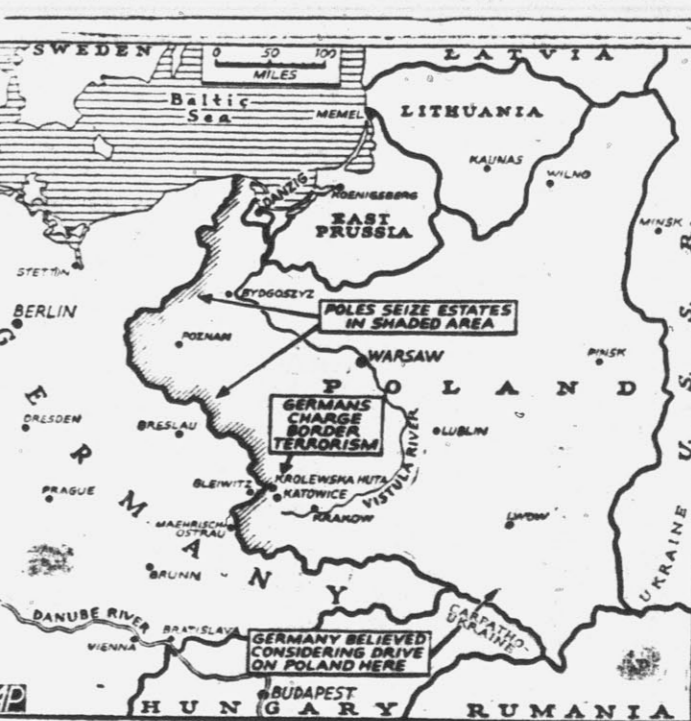 SWEDEN
0 50 100
MILES
LATVIA
Baltic
Sea
MEMEL
LITHUANIA
KAUNAS
WILNO
DANZIG
KOENIGSBERG
EAST
PRUSSIA
MINSK
STETTIN
BYDGOSZYZ
BERLIN
POLES SEIZE ESTATES
IN SHADED AREA
POZNAN
WARSAW
PINSK
POLAND
U.S.S.R.
GERMANY
DRESDEN
BRESLAU
GERMANS
CHARGE
BORDER
TERRORISM
LUBLIN
VISTULA RIVER
BLEIWITZ
KROLEWSKA HUTA
KATOWICE
PRAGUE
KRAKOW
MAEHRISCH-
OSTRAU
LWOW
UKRAINE
BRUNN
DANUBE RIVER
BRATISLAVA
VIENNA
CARPATHO-
UKRAINE
GERMANY BELIEVED
CONSIDERING DRIVE
ON POLAND HERE
BUDAPEST
HUNGARY
RUMANIA